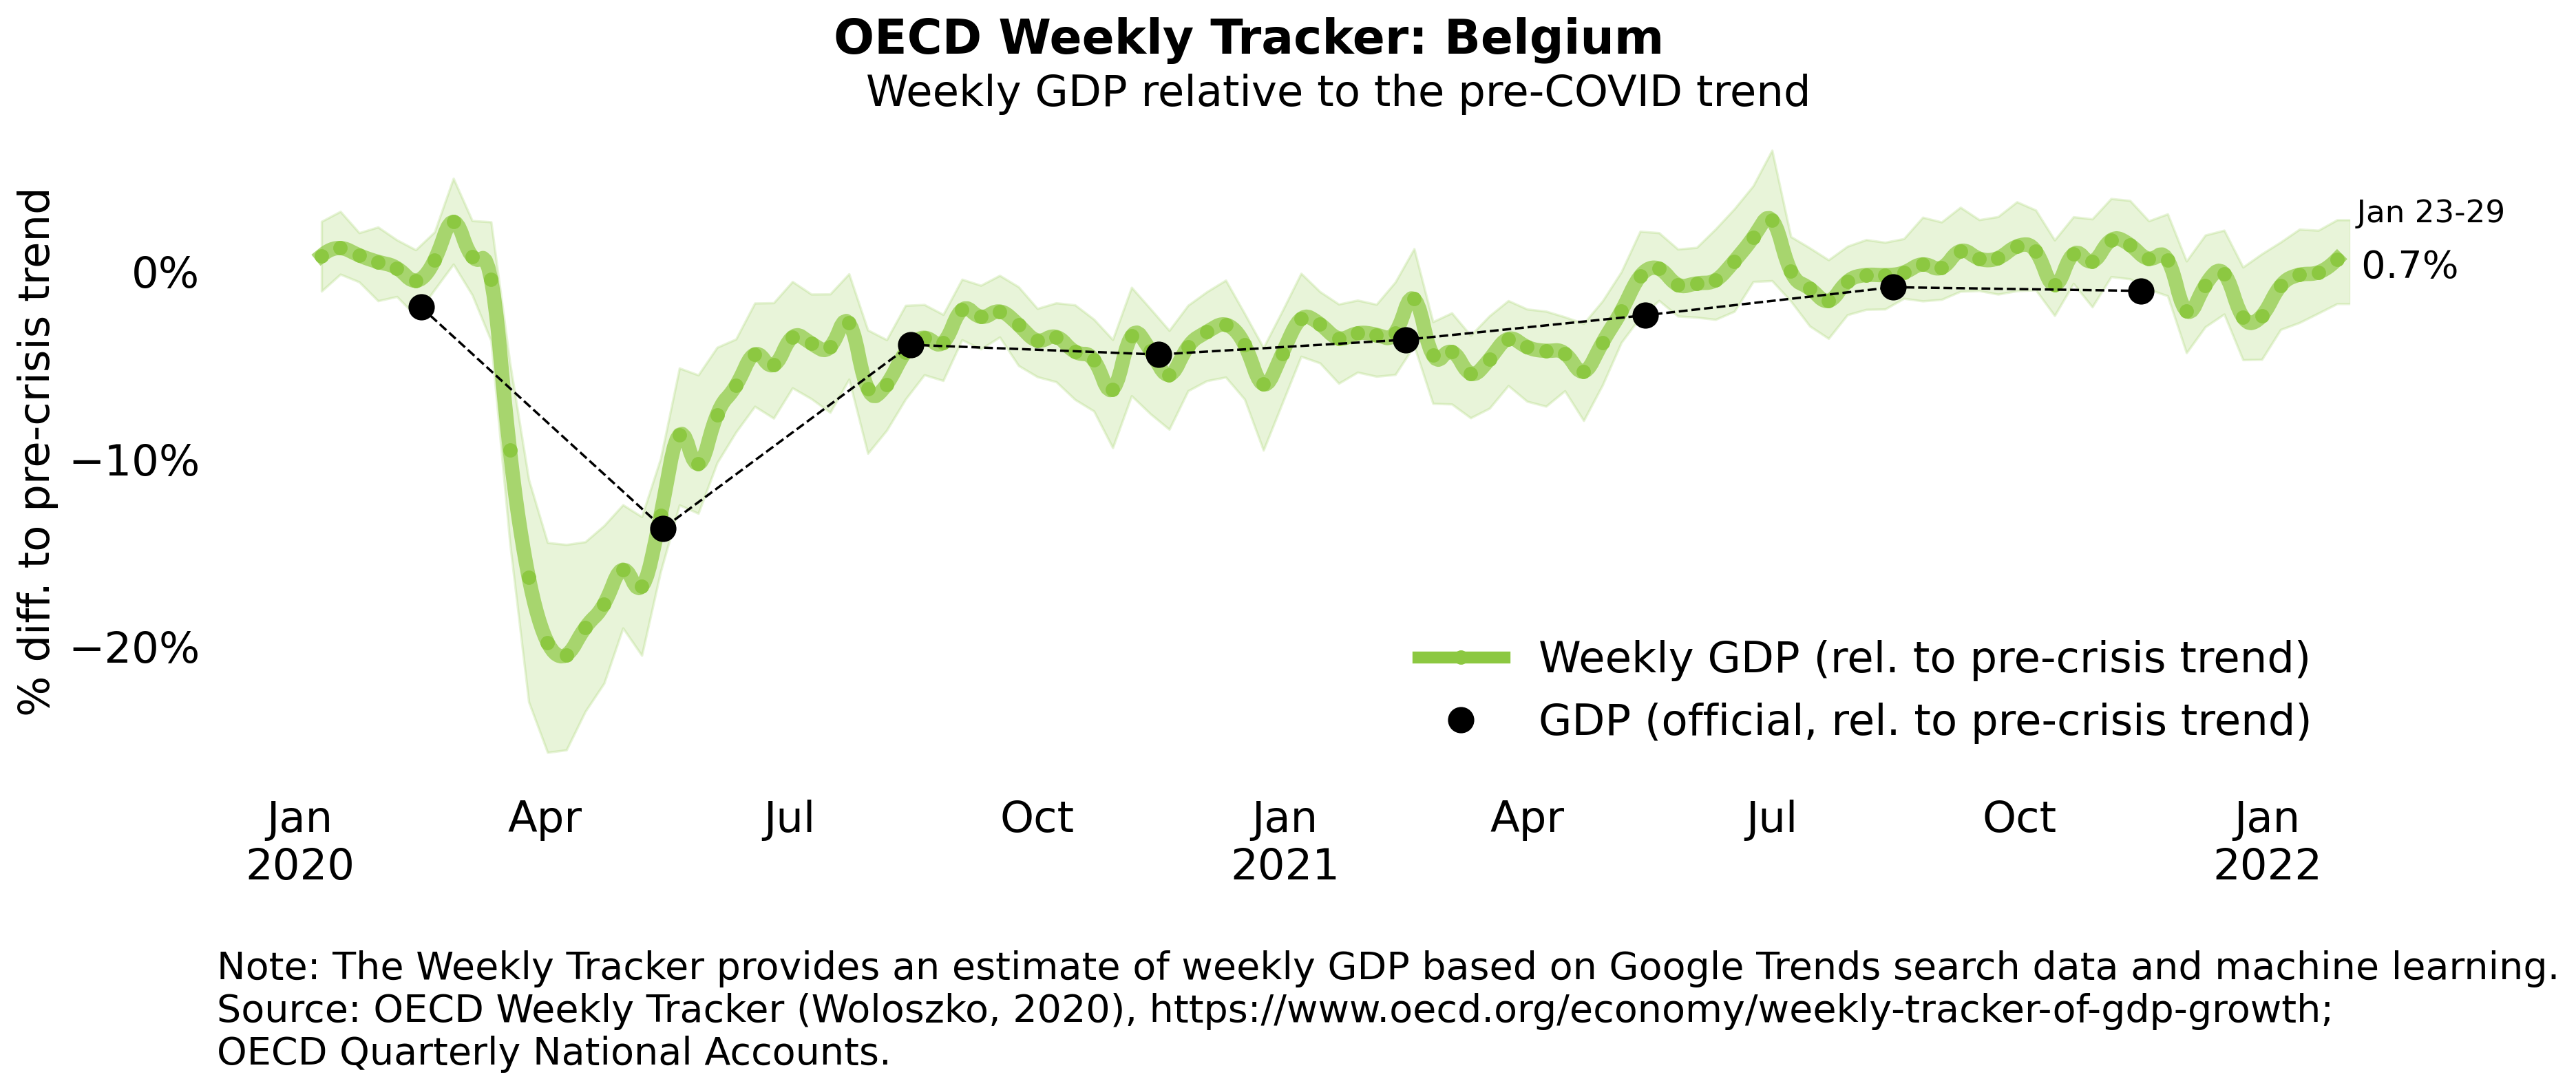 OECD Weekly Tracker: Belgium
Weekly GDP relative to the pre-COVID trend
% diff. to pre-crisis trend
0%
−10%
−20%
Jan 23-29
0.7%
Weekly GDP (rel. to pre-crisis trend)
GDP (official, rel. to pre-crisis trend)
Jan Apr Jul Oct Jan Apr Jul Oct Jan
2020 2021 2022
Note: The Weekly Tracker provides an estimate of weekly GDP based on Google Trends search data and machine learning.
Source: OECD Weekly Tracker (Woloszko, 2020), https://www.oecd.org/economy/weekly-tracker-of-gdp-growth;
OECD Quarterly National Accounts.